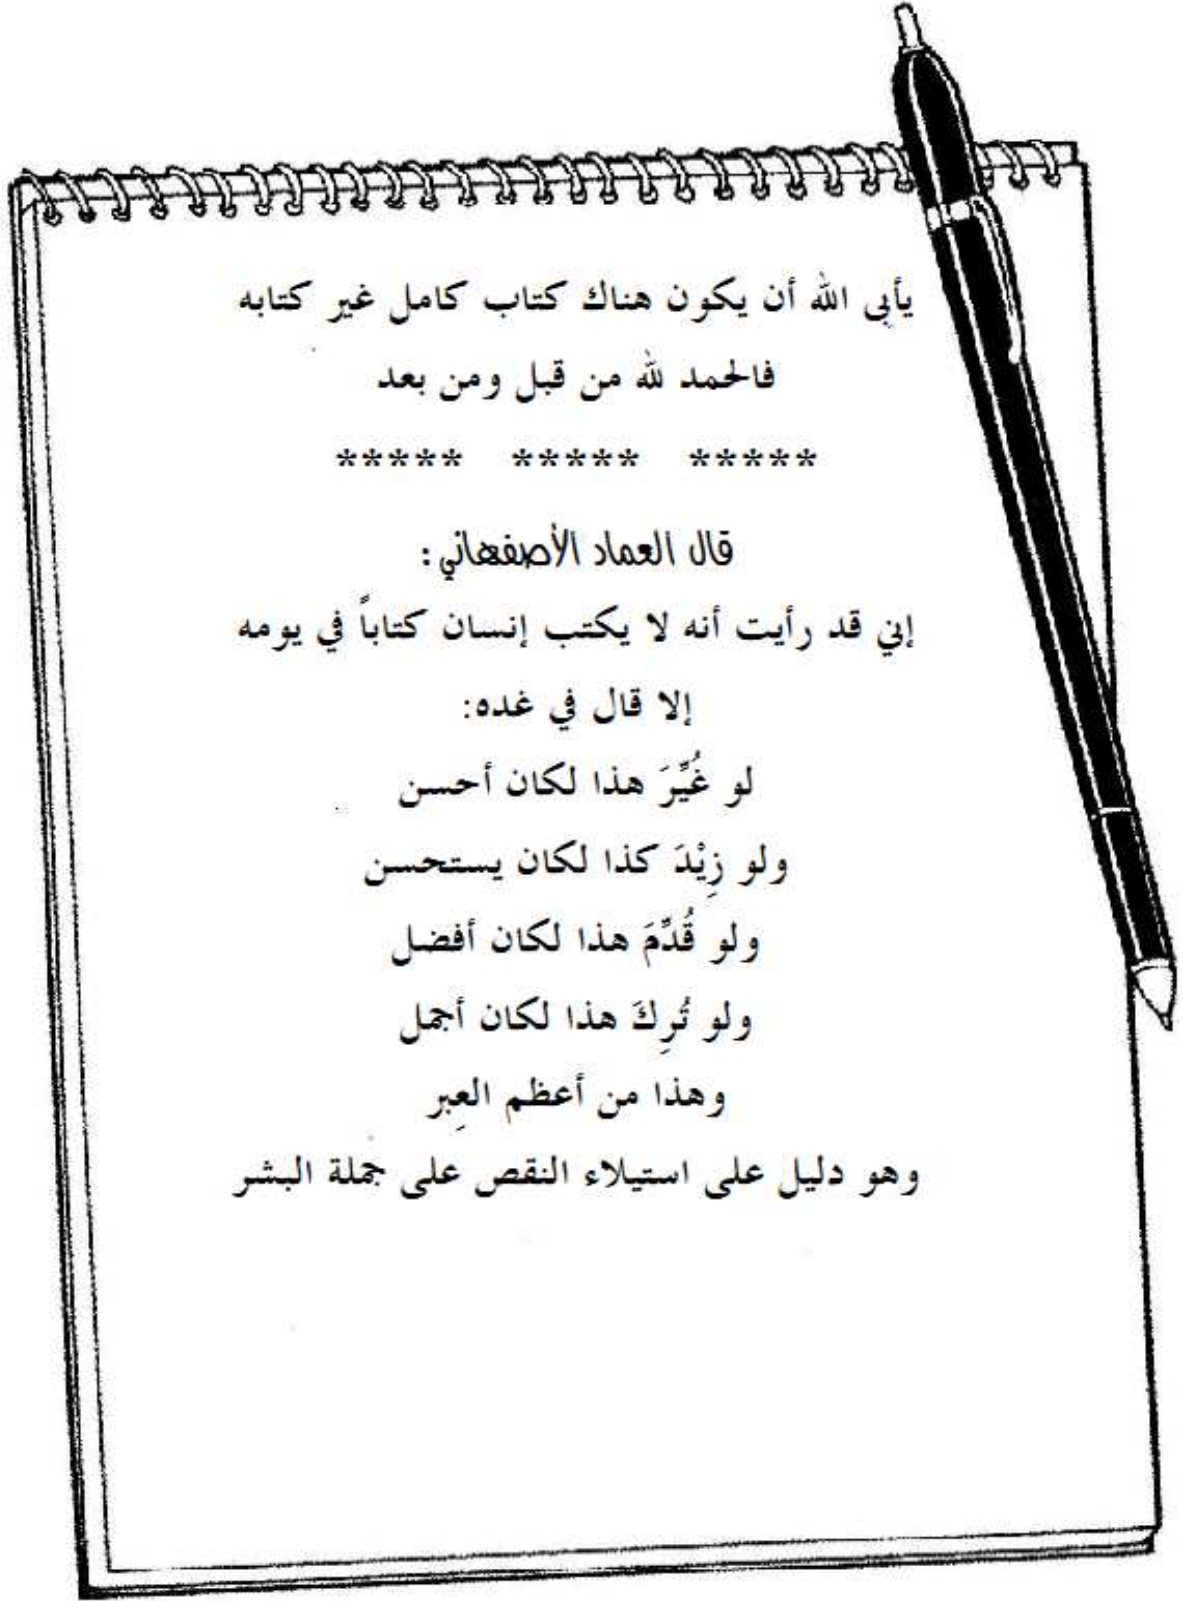 يأبى الله أن يكون هناك كتاب كامل غير كتابه
فالحمد لله من قبل ومن بعد
***** ***** *****
قال العماد الأصفهاني:
إني قد رأيت أنه لا يكتب إنسان كتاباً في يومه
إلا قال في غده:
لو غُيِّرَ هذا لكان أحسن
ولو زِيْدَ كذا لكان يستحسن
ولو قُدِّمَ هذا لكان أفضل
ولو تُرِكَ هذا لكان أجمل
وهذا من أعظم العِبر
وهو دليل على استيلاء النقص على جملة البشر